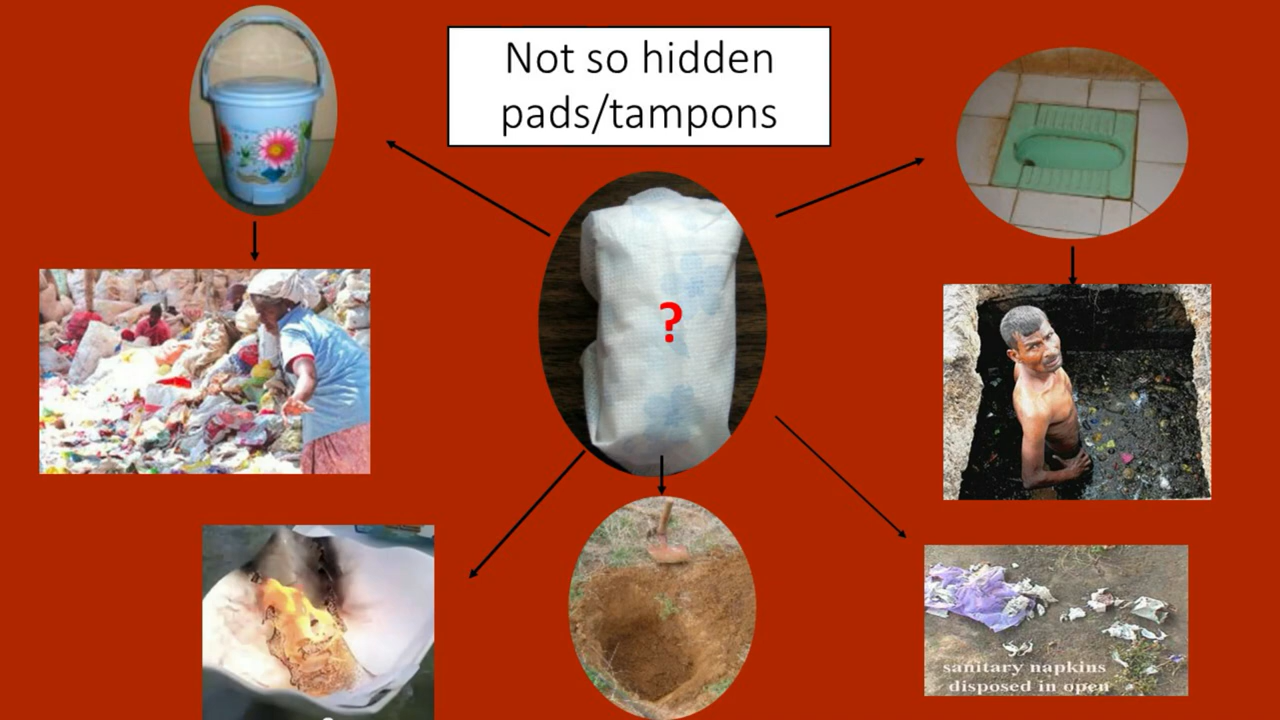 Not so hidden
pads/tampons
?
sanitary napkins
disposed in open